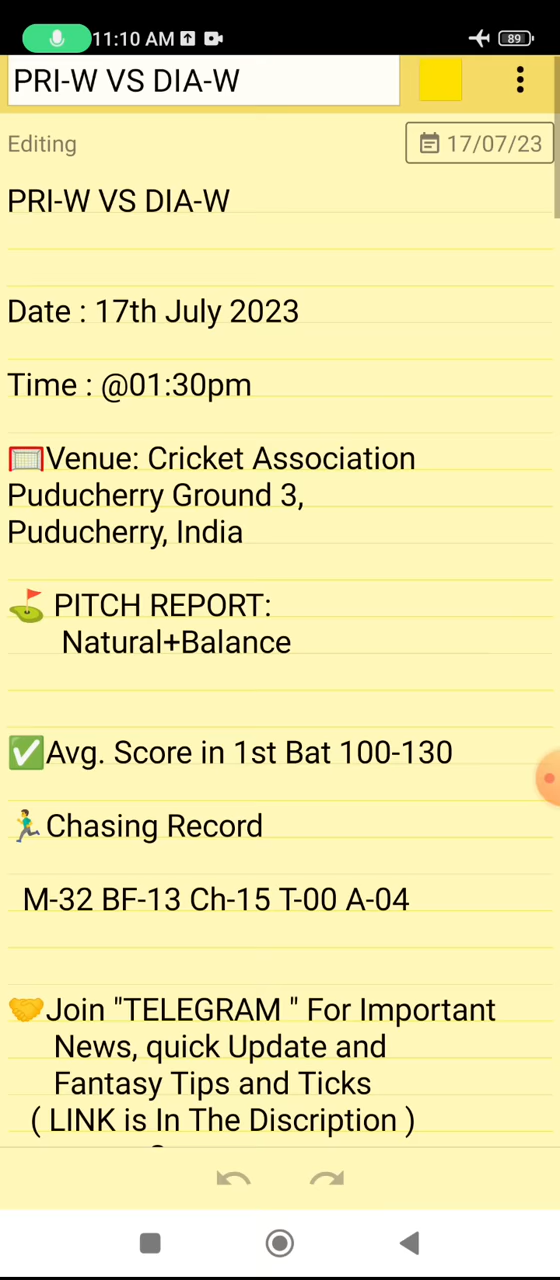 11:10 AM
89
PRI-W VS DIA-W
Editing
17/07/23
PRI-W VS DIA-W
Date : 17th July 2023
Time : @01:30pm
🥅Venue: Cricket Association
Puducherry Ground 3,
Puducherry, India
⛳ PITCH REPORT:
Natural+Balance
✅Avg. Score in 1st Bat 100-130
🏃‍♂️Chasing Record
M-32 BF-13 Ch-15 T-00 A-04
🤝Join "TELEGRAM " For Important
News, quick Update and
Fantasy Tips and Ticks
( LINK is In The Discription )